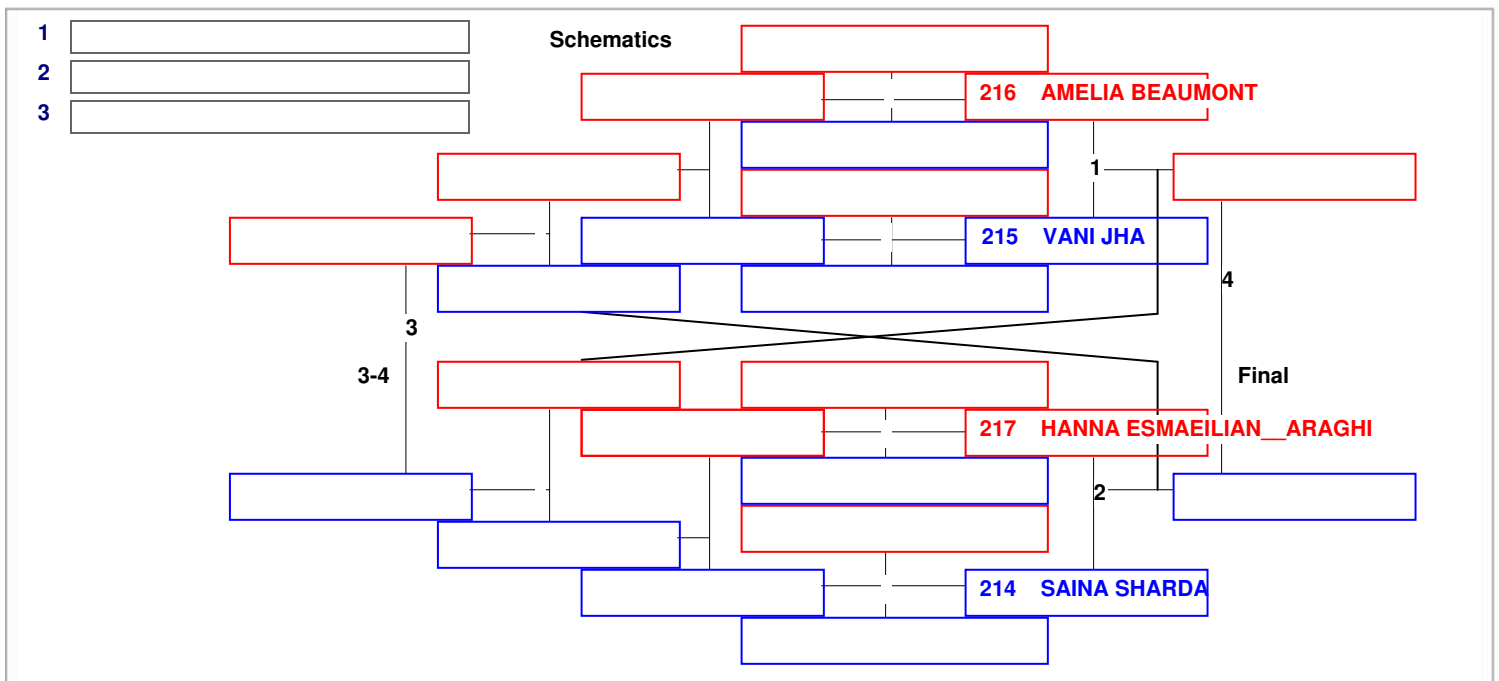 1
Schematics
2
216 AMELIA BEAUMONT
3
1
215 VANI JHA
4
3
3-4
Final
217 HANNA ESMAEILIAN__ARAGHI
2
214 SAINA SHARDA